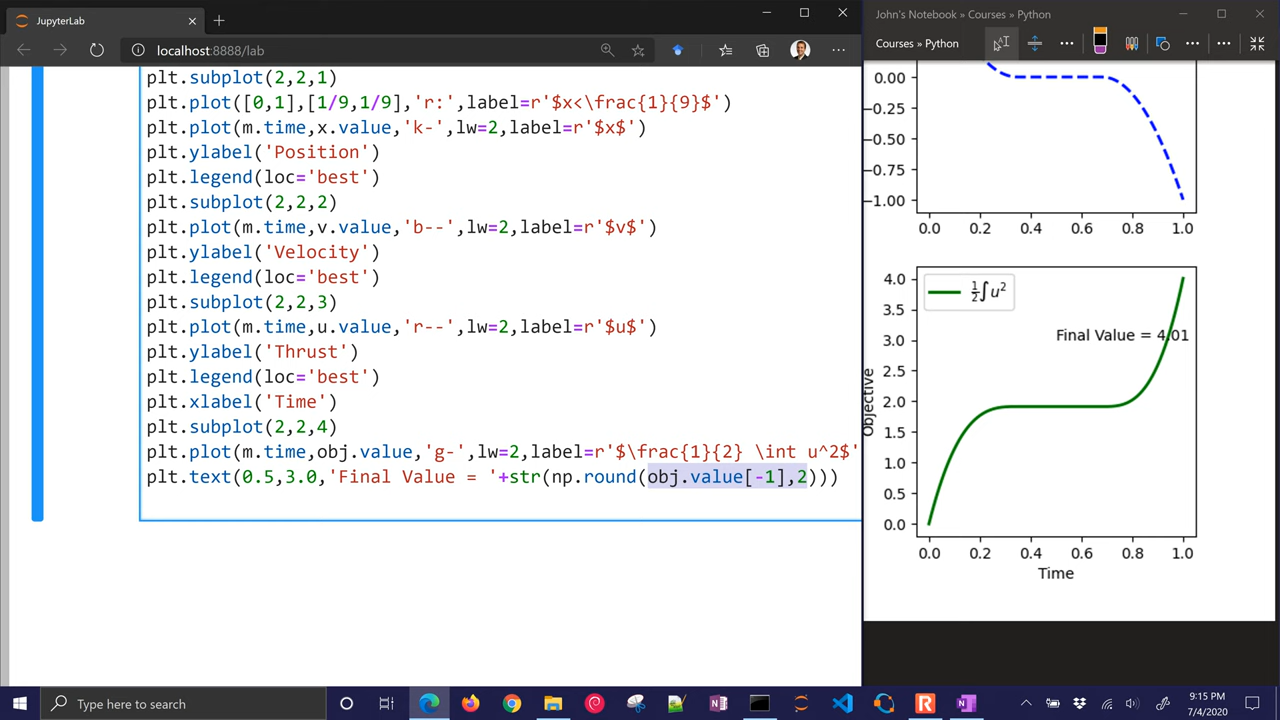 JupyterLab
localhost:8888/lab
plt.subplot(2,2,1)
plt.plot([0,1],[1/9,1/9],'r:',label=r'$x<\frac{1}{9}$')
plt.plot(m.time,x.value,'k-',lw=2,label=r'$x$')
plt.ylabel('Position')
plt.legend(loc='best')
plt.subplot(2,2,2)
plt.plot(m.time,v.value,'b--',lw=2,label=r'$v$')
plt.ylabel('Velocity')
plt.legend(loc='best')
plt.subplot(2,2,3)
plt.plot(m.time,u.value,'r--',lw=2,label=r'$u$')
plt.ylabel('Thrust')
plt.legend(loc='best')
plt.xlabel('Time')
plt.subplot(2,2,4)
plt.plot(m.time,obj.value,'g-',lw=2,label=r'$\frac{1}{2} \int u^2$'
plt.text(0.5,3.0,'Final Value = '+str(np.round(obj.value[-1],2)))
John's Notebook » Courses » Python
Courses » Python
0.00
−0.25
−0.50
−0.75
−1.00
0.0 0.2 0.4 0.6 0.8 1.0
4.0
½∫u²
3.5
Final Value = 4.01
3.0
2.5
Objective
2.0
1.5
1.0
0.5
0.0
0.0 0.2 0.4 0.6 0.8 1.0
Time
Type here to search
9:15 PM
7/4/2020